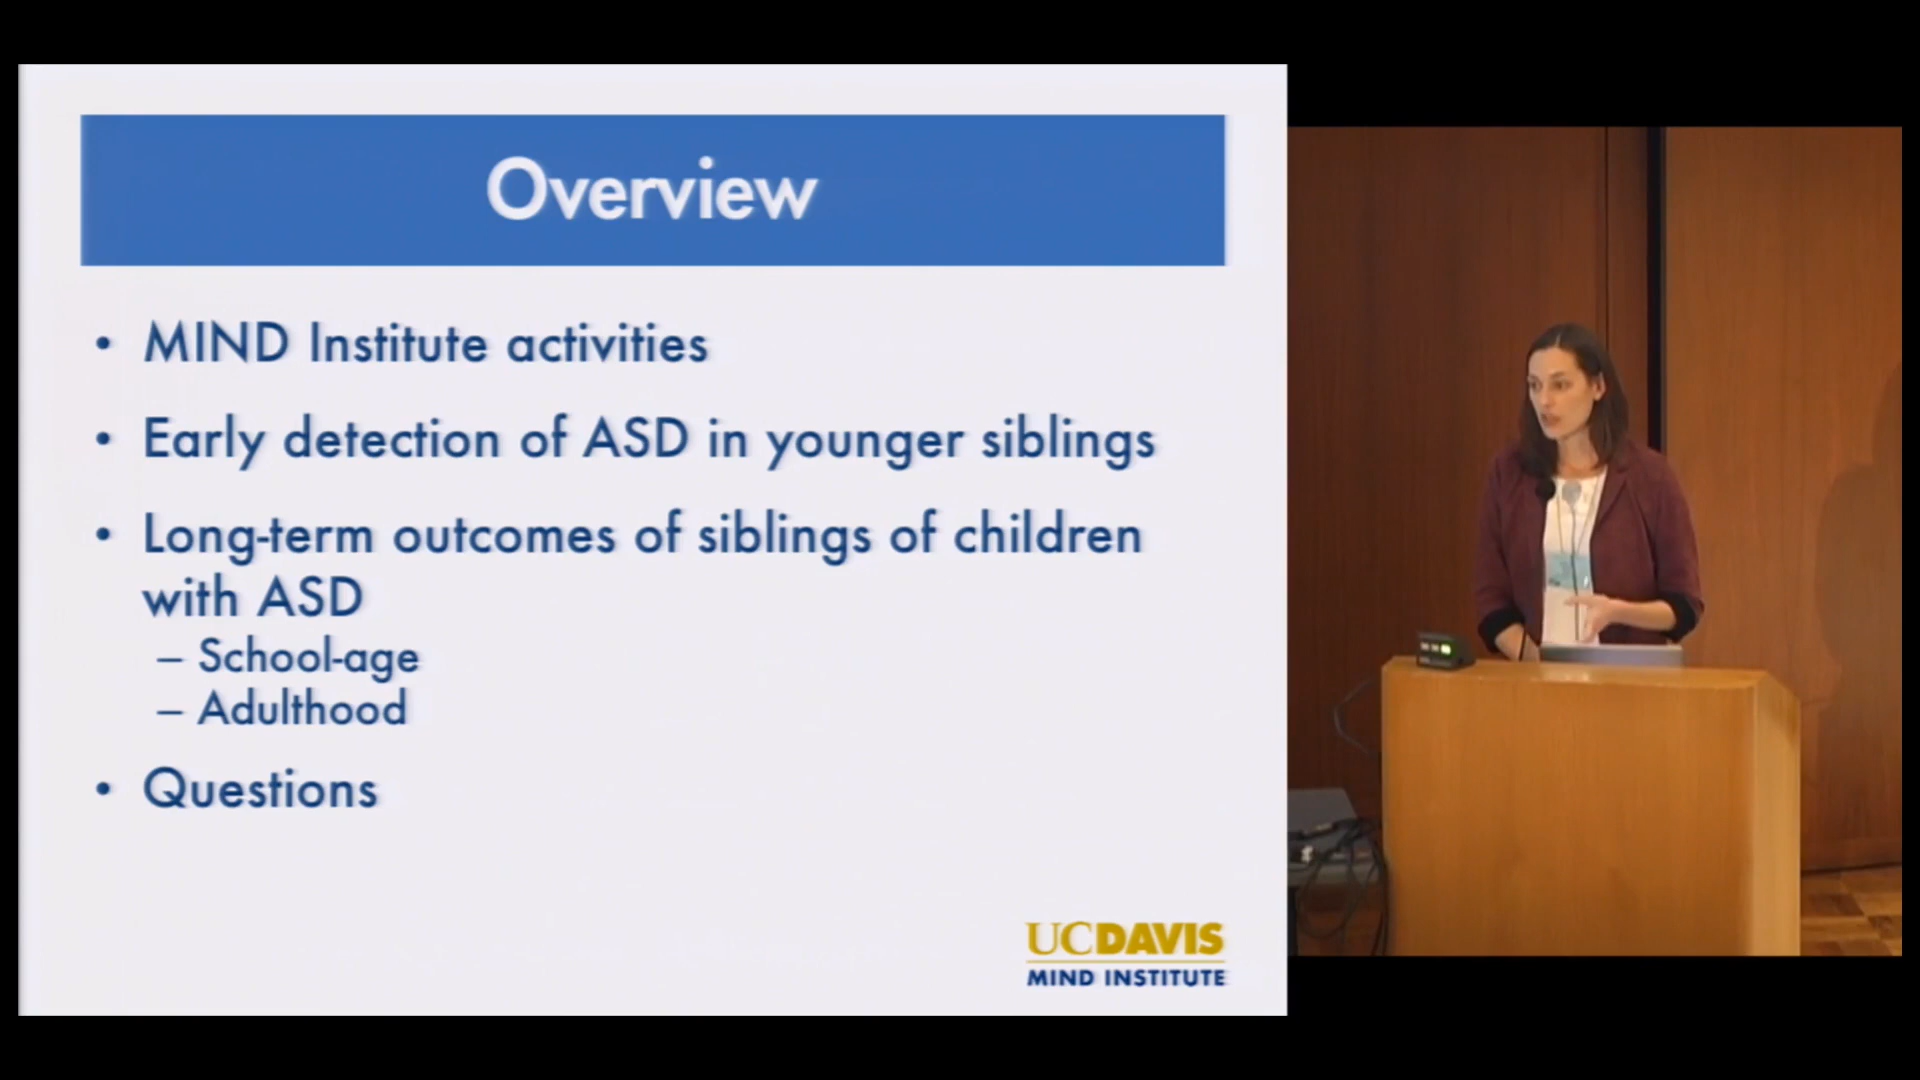 Overview
• MIND Institute activities
• Early detection of ASD in younger siblings
• Long-term outcomes of siblings of children
with ASD
– School-age
– Adulthood
• Questions
UCDAVIS
MIND INSTITUTE